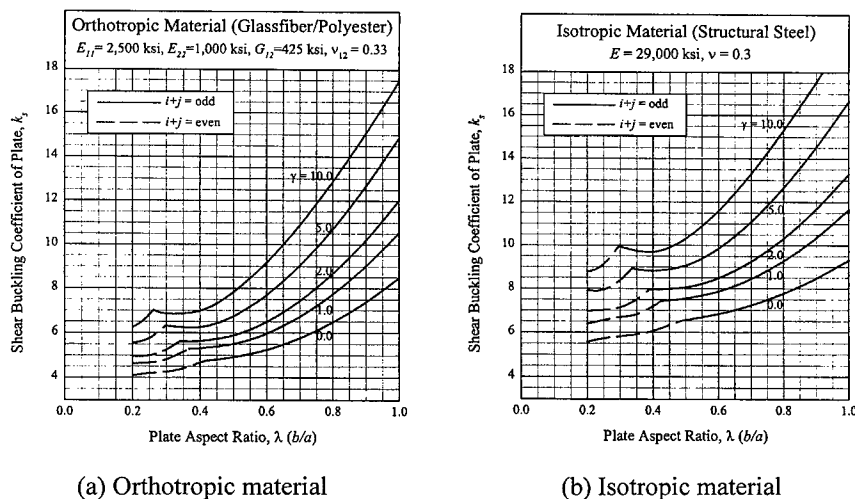 Orthotropic Material (Glassfiber/Polyester)
E₁₁= 2,500 ksi, E₂₂=1,000 ksi, G₁₂=425 ksi, ν₁₂ = 0.33
Shear Buckling Coefficient of Plate, kₛ
18
16
14
12
10
8
6
4
i+j = odd
i+j = even
γ = 10.0
5.0
2.0
1.0
0.0
0.0
0.2
0.4
0.6
0.8
1.0
Plate Aspect Ratio, λ (b/a)
(a) Orthotropic material
Isotropic Material (Structural Steel)
E = 29,000 ksi, ν = 0.3
Shear Buckling Coefficient of Plate, kₛ
18
16
14
12
10
8
6
4
i+j = odd
i+j = even
γ = 10.0
5.0
2.0
1.0
0.0
0.0
0.2
0.4
0.6
0.8
1.0
Plate Aspect Ratio, λ (b/a)
(b) Isotropic material